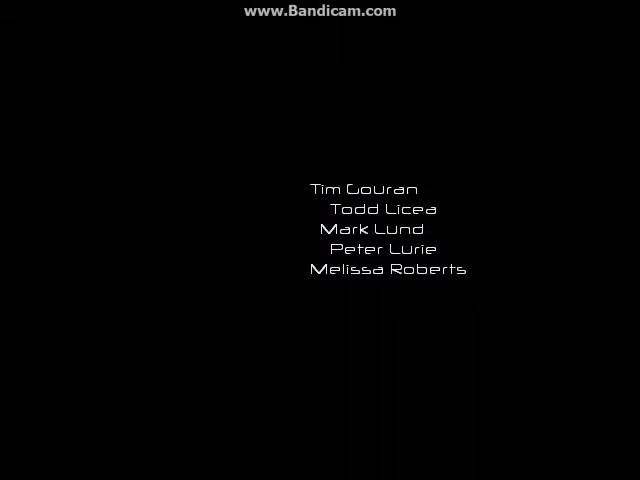 www.Bandicam.com
Tim Gouran
Todd Licea
Mark Lund
Peter Lurie
Melissa Roberts